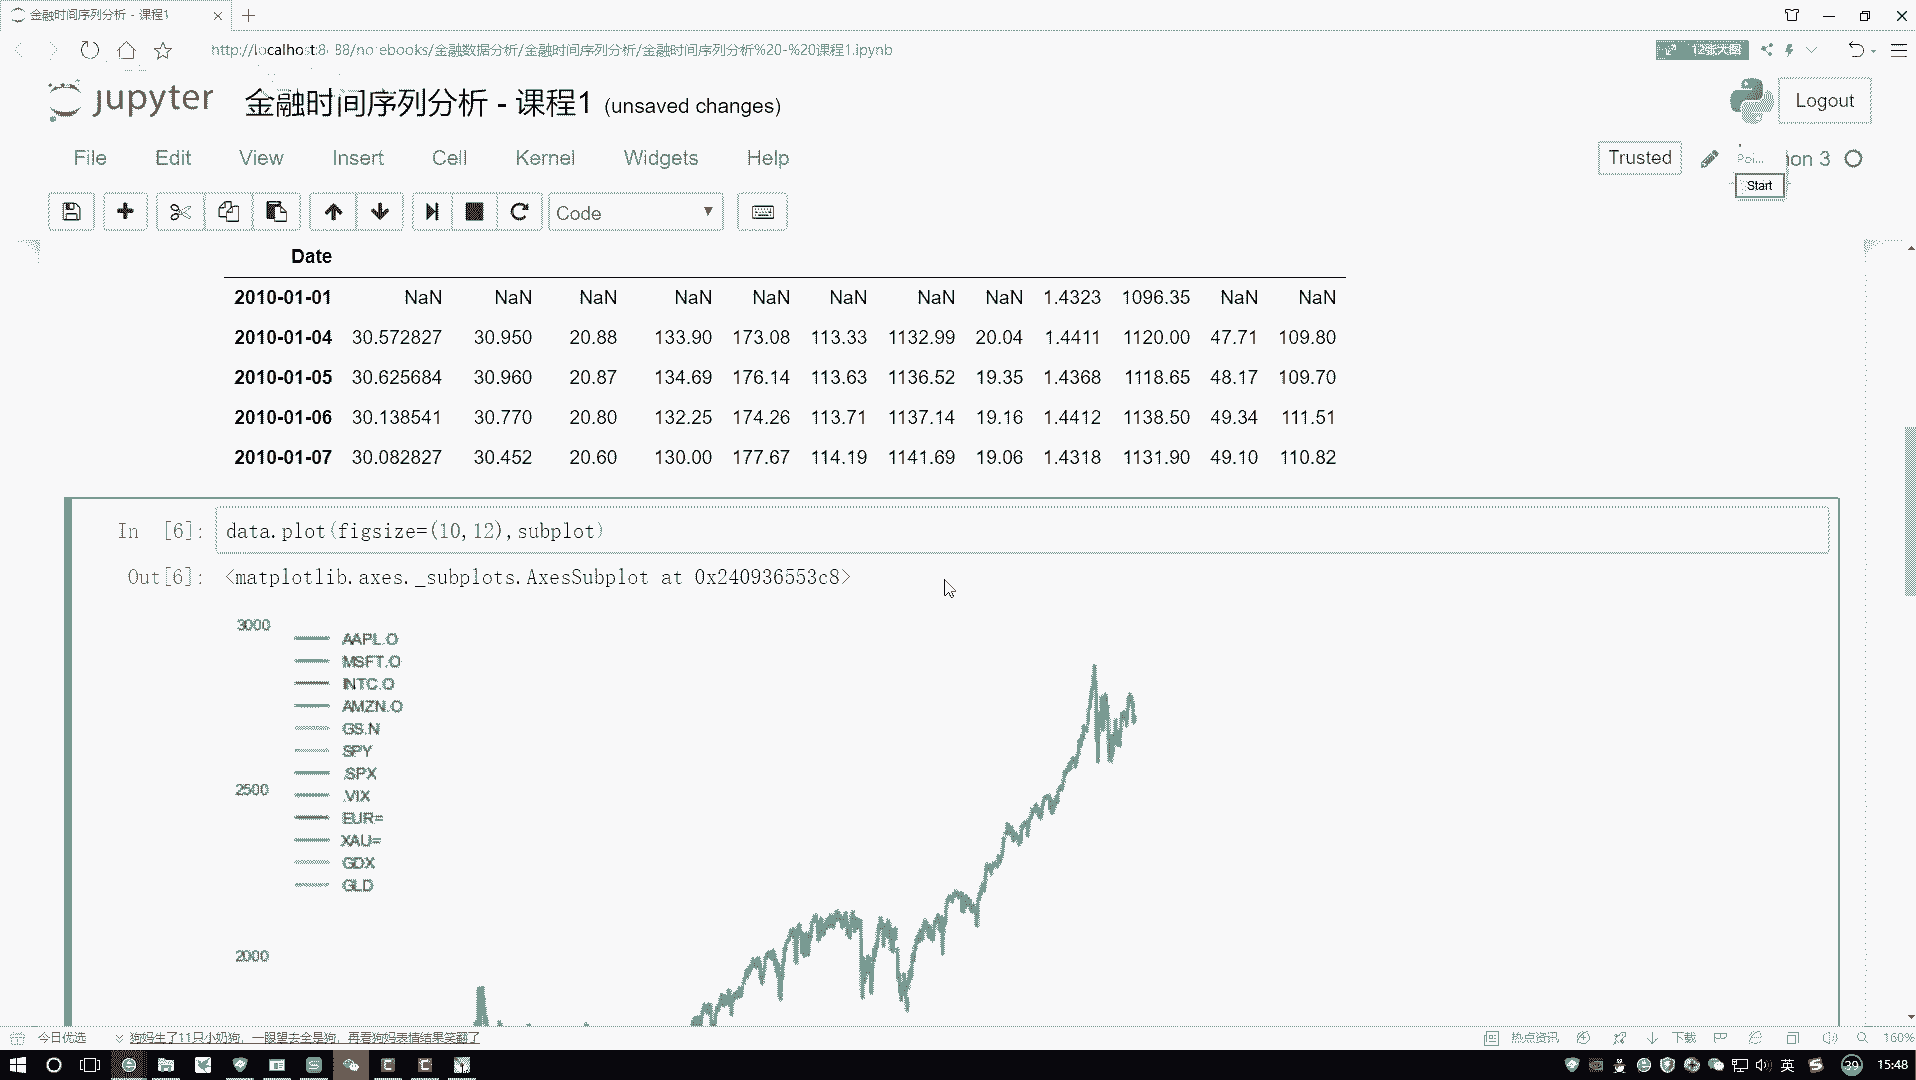 金融时间序列分析 - 课程1
http://localhost:8888/notebooks/金融数据分析/金融时间序列分析/金融时间序列分析%20-%20课程1.ipynb
12张大图
jupyter 金融时间序列分析 - 课程1 (unsaved changes)
Logout
File Edit View Insert Cell Kernel Widgets Help
Trusted
Poi... on 3
Start
Code
Date
2010-01-01 NaN NaN NaN NaN NaN NaN NaN NaN 1.4323 1096.35 NaN NaN
2010-01-04 30.572827 30.950 20.88 133.90 173.08 113.33 1132.99 20.04 1.4411 1120.00 47.71 109.80
2010-01-05 30.625684 30.960 20.87 134.69 176.14 113.63 1136.52 19.35 1.4368 1118.65 48.17 109.70
2010-01-06 30.138541 30.770 20.80 132.25 174.26 113.71 1137.14 19.16 1.4412 1138.50 49.34 111.51
2010-01-07 30.082827 30.452 20.60 130.00 177.67 114.19 1141.69 19.06 1.4318 1131.90 49.10 110.82
In [6]: data.plot(figsize=(10,12),subplot)
Out[6]: <matplotlib.axes._subplots.AxesSubplot at 0x240936553c8>
3000
AAPL.O
MSFT.O
INTC.O
AMZN.O
GS.N
SPY
.SPX
2500
.VIX
EUR=
XAU=
GDX
GLD
2000
今日优选
狗妈生了11只小奶狗，一眼望去全是狗，再看狗妈表情结果笑翻了
热点资讯
下载
160%
英
39
15:48